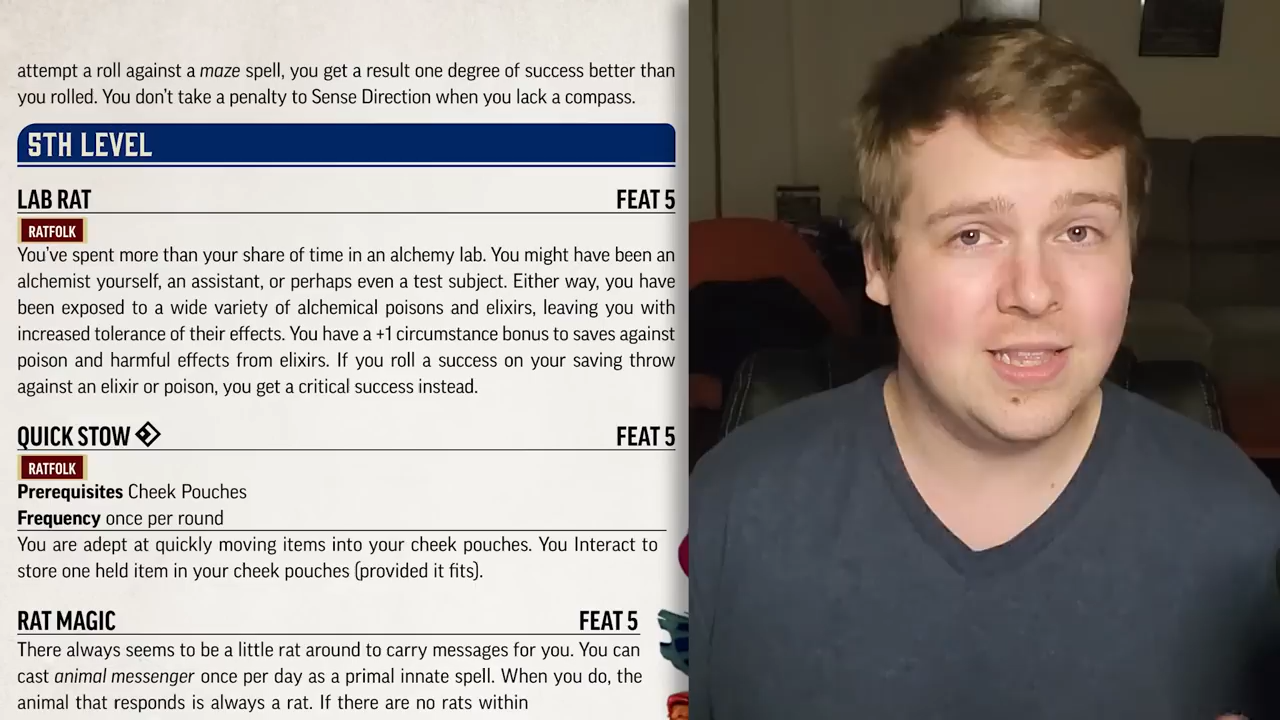 attempt a roll against a maze spell, you get a result one degree of success better than
you rolled. You don't take a penalty to Sense Direction when you lack a compass.
5TH LEVEL
LAB RAT FEAT 5
RATFOLK
You've spent more than your share of time in an alchemy lab. You might have been an
alchemist yourself, an assistant, or perhaps even a test subject. Either way, you have
been exposed to a wide variety of alchemical poisons and elixirs, leaving you with
increased tolerance of their effects. You have a +1 circumstance bonus to saves against
poison and harmful effects from elixirs. If you roll a success on your saving throw
against an elixir or poison, you get a critical success instead.
QUICK STOW FEAT 5
RATFOLK
Prerequisites Cheek Pouches
Frequency once per round
You are adept at quickly moving items into your cheek pouches. You Interact to
store one held item in your cheek pouches (provided it fits).
RAT MAGIC FEAT 5
There always seems to be a little rat around to carry messages for you. You can
cast animal messenger once per day as a primal innate spell. When you do, the
animal that responds is always a rat. If there are no rats within